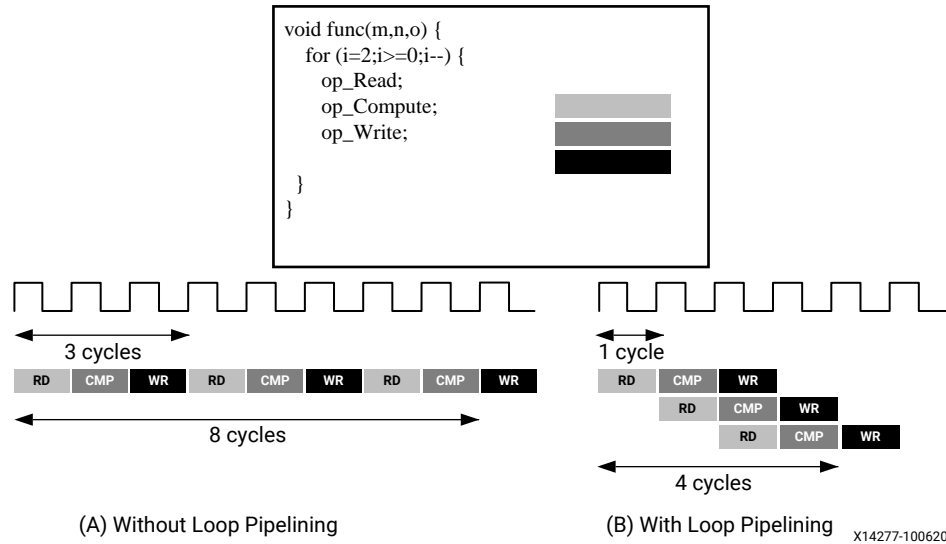 void func(m,n,o) {
for (i=2;i>=0;i--) {
op_Read;
op_Compute;
op_Write;
}
}
3 cycles
RD CMP WR RD CMP WR RD CMP WR
8 cycles
(A) Without Loop Pipelining
1 cycle
RD CMP WR
RD CMP WR
RD CMP WR
4 cycles
(B) With Loop Pipelining
X14277-100620